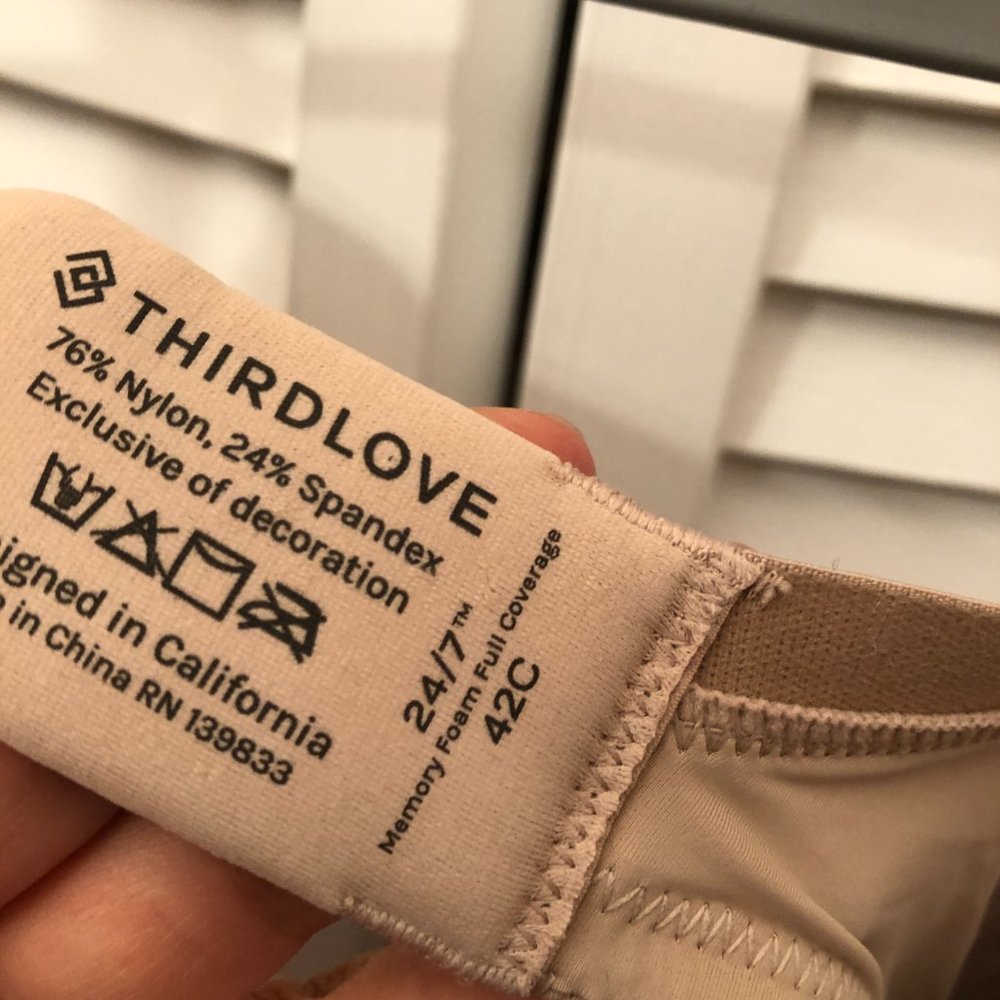 THIRDLOVE
76% Nylon, 24% Spandex
Exclusive of decoration
igned in California
in China RN 139833
24/7™
Memory Foam Full Coverage
42C